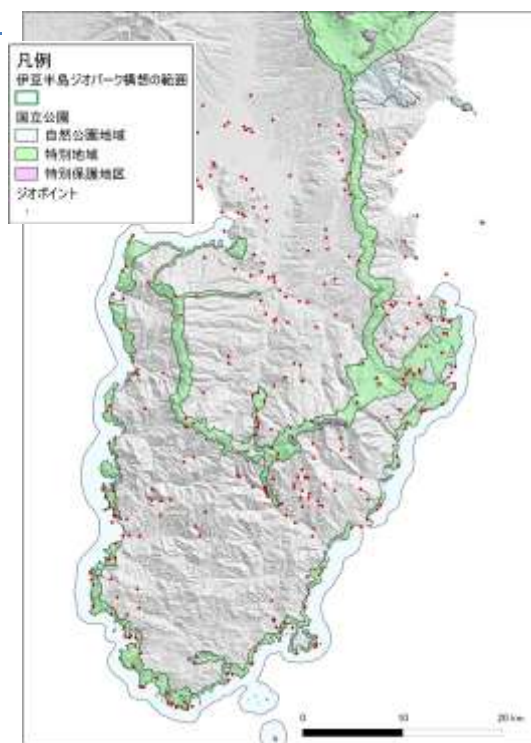 凡例
伊豆半島ジオパーク構想の範囲
国立公園
自然公園地域
特別地域
特別保護地区
ジオポイント
0 10 20 km